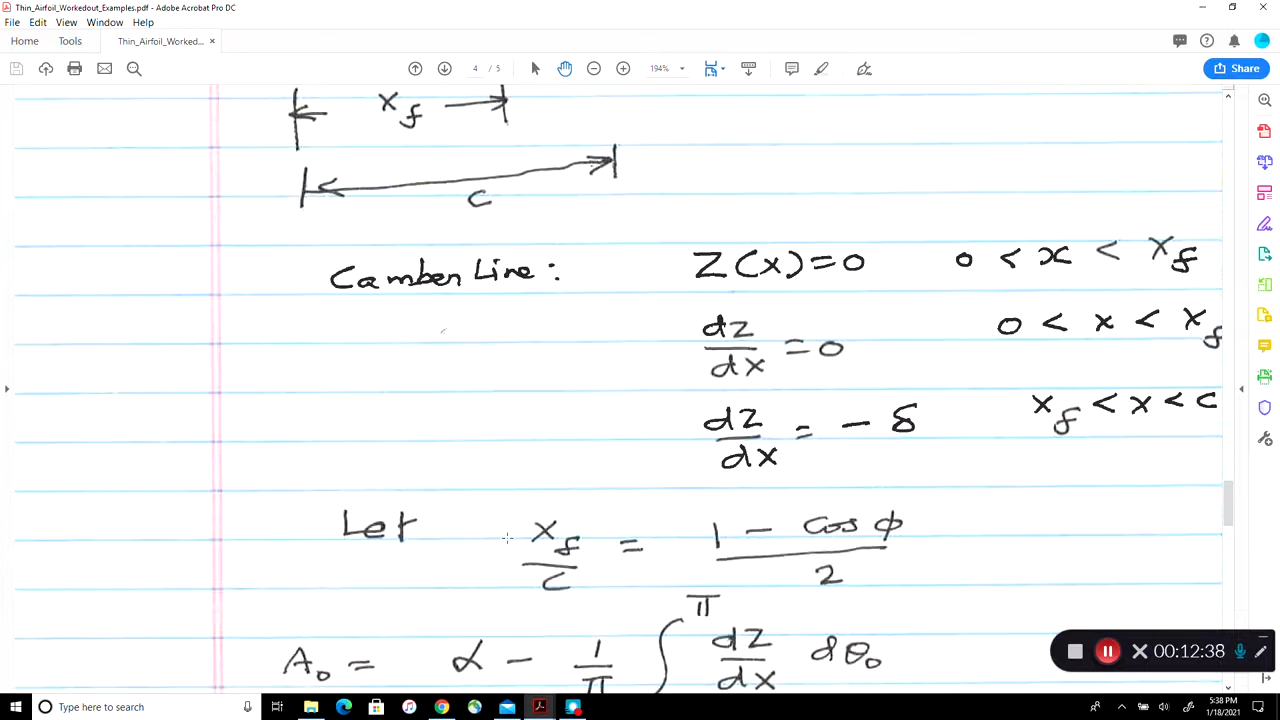 Thin_Airfoil_Workedout_Examples.pdf - Adobe Acrobat Pro DC
File Edit View Window Help
Home Tools Thin_Airfoil_Worked... ×
4 / 5 194% Share
x_f
c
Camber Line : Z(x)=0 0 < x < x_f
dz/dx = 0 0 < x < x_f
dz/dx = - δ x_f < x < c
Let x_f/c = (1 - cos φ)/2
A_0 = α - 1/π ∫ π dz/dx dθ_0
00:12:38
Type here to search
5:38 PM
1/18/2021